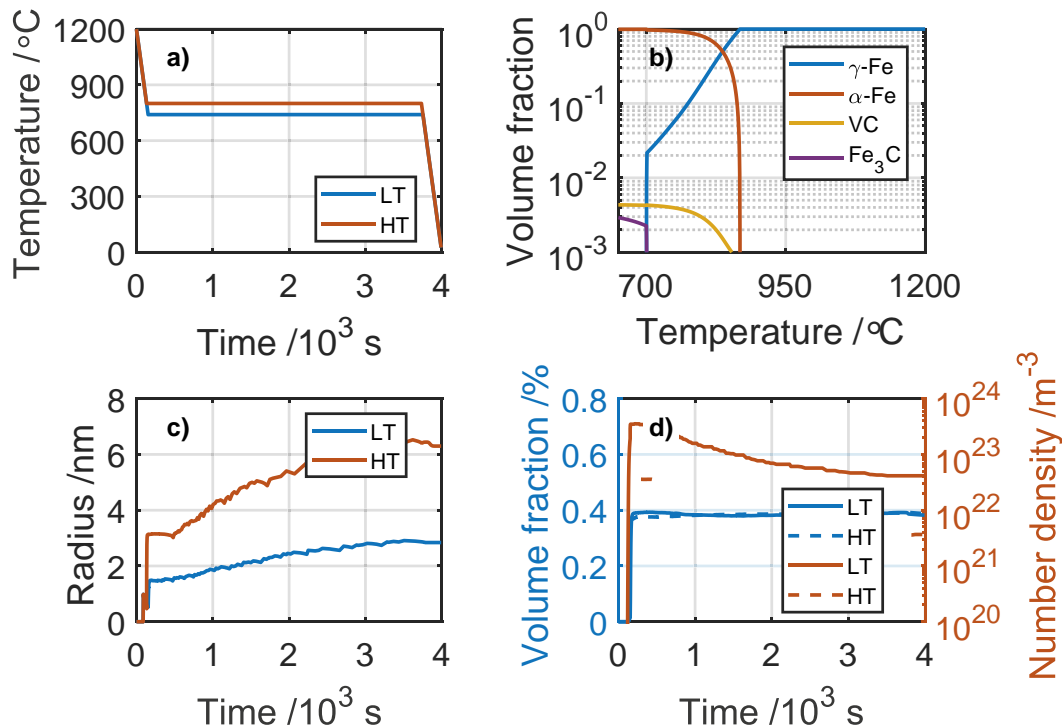 a)
Temperature /°C
1200
900
600
300
0
LT
HT
0 1 2 3 4
Time /10³ s
b)
Volume fraction
10⁰
10⁻¹
10⁻²
10⁻³
γ-Fe
α-Fe
VC
Fe₃C
700 950 1200
Temperature /°C
c)
Radius /nm
8
6
4
2
0
LT
HT
0 1 2 3 4
Time /10³ s
d)
Volume fraction /%
0.8
0.6
0.4
0.2
0
LT
HT
LT
HT
10²⁴
10²³
10²²
10²¹
10²⁰
Number density /m⁻³
0 1 2 3 4
Time /10³ s